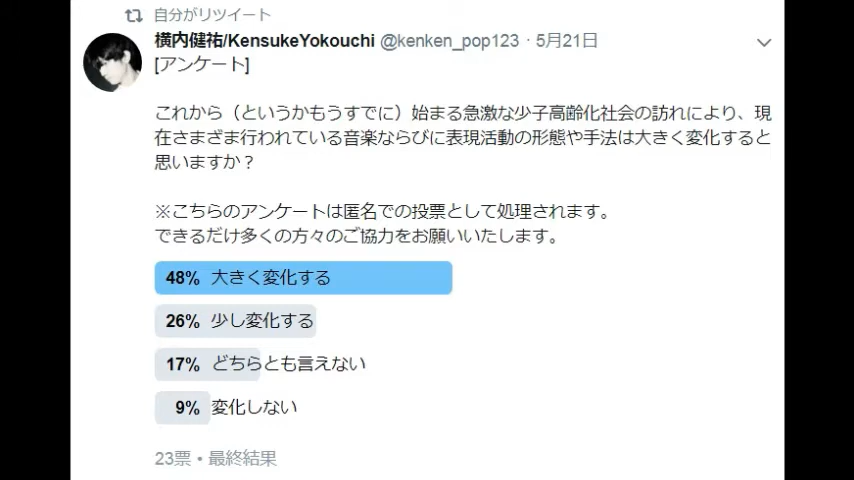 自分がリツイート
横内健祐/KensukeYokouchi @kenken_pop123 · 5月21日
[アンケート]
これから（というかもうすでに）始まる急激な少子高齢化社会の訪れにより、現
在さまざま行われている音楽ならびに表現活動の形態や手法は大きく変化すると
思いますか？
※こちらのアンケートは匿名での投票として処理されます。
できるだけ多くの方々のご協力をお願いいたします。
48% 大きく変化する
26% 少し変化する
17% どちらとも言えない
9% 変化しない
23票・最終結果